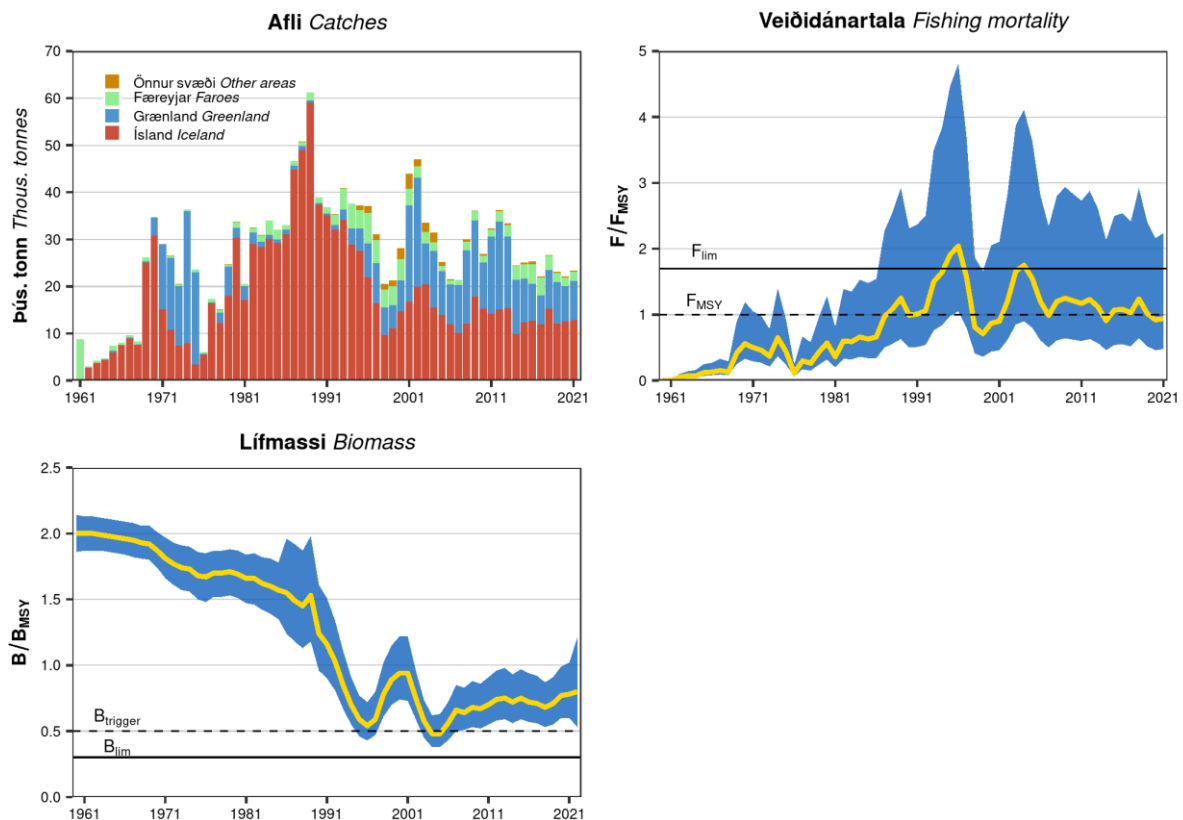 Afli Catches
Þús. tonn Thous. tonnes
70
60
50
40
30
20
10
0
Önnur svæði Other areas
Færeyjar Faroes
Grænland Greenland
Ísland Iceland
1961 1971 1981 1991 2001 2011 2021
Veiðidánartala Fishing mortality
F/FMSY
5
4
3
2
1
0
Flim
FMSY
1961 1971 1981 1991 2001 2011 2021
Lífmassi Biomass
B/BMSY
2.5
2.0
1.5
1.0
0.5
0.0
Btrigger
Blim
1961 1971 1981 1991 2001 2011 2021